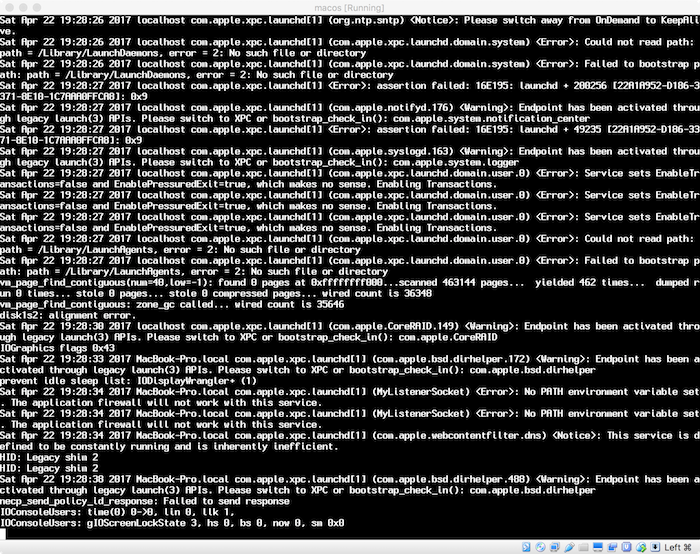 macos [Running]
Sat Apr 22 19:28:26 2017 localhost com.apple.xpc.launchd[1] (org.ntp.sntp) <Notice>: Please switch away from OnDemand to KeepAli
ve.
Sat Apr 22 19:28:26 2017 localhost com.apple.xpc.launchd[1] (com.apple.xpc.launchd.domain.system) <Error>: Could not read path:
path = /Library/LaunchDaemons, error = 2: No such file or directory
Sat Apr 22 19:28:26 2017 localhost com.apple.xpc.launchd[1] (com.apple.xpc.launchd.domain.system) <Error>: Failed to bootstrap p
ath: path = /Library/LaunchDaemons, error = 2: No such file or directory
Sat Apr 22 19:28:27 2017 localhost com.apple.xpc.launchd[1] <Error>: assertion failed: 16E195: launchd + 200256 [22A1A952-D186-3
371-8E10-1C7AAA0FFCA8]: 0x9
Sat Apr 22 19:28:27 2017 localhost com.apple.xpc.launchd[1] (com.apple.notifyd.176) <Warning>: Endpoint has been activated throu
gh legacy launch(3) APIs. Please switch to XPC or bootstrap_check_in(): com.apple.system.notification_center
Sat Apr 22 19:28:27 2017 localhost com.apple.xpc.launchd[1] <Error>: assertion failed: 16E195: launchd + 49235 [22A1A952-D186-33
71-8E10-1C7AAA0FFCA8]: 0x9
Sat Apr 22 19:28:27 2017 localhost com.apple.xpc.launchd[1] (com.apple.syslogd.163) <Warning>: Endpoint has been activated throu
gh legacy launch(3) APIs. Please switch to XPC or bootstrap_check_in(): com.apple.system.logger
Sat Apr 22 19:28:27 2017 localhost com.apple.xpc.launchd[1] (com.apple.xpc.launchd.domain.user.0) <Error>: Service sets EnableTr
ansactions=false and EnablePressuredExit=true, which makes no sense. Enabling Transactions.
Sat Apr 22 19:28:27 2017 localhost com.apple.xpc.launchd[1] (com.apple.xpc.launchd.domain.user.0) <Error>: Service sets EnableTr
ansactions=false and EnablePressuredExit=true, which makes no sense. Enabling Transactions.
Sat Apr 22 19:28:27 2017 localhost com.apple.xpc.launchd[1] (com.apple.xpc.launchd.domain.user.0) <Error>: Service sets EnableTr
ansactions=false and EnablePressuredExit=true, which makes no sense. Enabling Transactions.
Sat Apr 22 19:28:27 2017 localhost com.apple.xpc.launchd[1] (com.apple.xpc.launchd.domain.user.0) <Error>: Could not read path:
path = /Library/LaunchAgents, error = 2: No such file or directory
Sat Apr 22 19:28:27 2017 localhost com.apple.xpc.launchd[1] (com.apple.xpc.launchd.domain.user.0) <Error>: Failed to bootstrap p
ath: path = /Library/LaunchAgents, error = 2: No such file or directory
vm_page_find_contiguous(num=40,low=-1): found 0 pages at 0xffffffff000...scanned 463144 pages... yielded 462 times... dumped r
un 0 times... stole 0 pages... stole 0 compressed pages... wired count is 36348
vm_page_find_contiguous: zone_gc called... wired count is 35646
disk1s2: alignment error.
Sat Apr 22 19:28:30 2017 localhost com.apple.xpc.launchd[1] (com.apple.CoreRAID.149) <Warning>: Endpoint has been activated thro
ugh legacy launch(3) APIs. Please switch to XPC or bootstrap_check_in(): com.apple.CoreRAID
IOGraphics flags 0x43
Sat Apr 22 19:28:33 2017 MacBook-Pro.local com.apple.xpc.launchd[1] (com.apple.bsd.dirhelper.172) <Warning>: Endpoint has been a
ctivated through legacy launch(3) APIs. Please switch to XPC or bootstrap_check_in(): com.apple.bsd.dirhelper
prevent idle sleep list: IODisplayWrangler+ (1)
Sat Apr 22 19:28:34 2017 MacBook-Pro.local com.apple.xpc.launchd[1] (MyListenerSocket) <Error>: No PATH environment variable set
. The application firewall will not work with this service.
Sat Apr 22 19:28:34 2017 MacBook-Pro.local com.apple.xpc.launchd[1] (MyListenerSocket) <Error>: No PATH environment variable set
. The application firewall will not work with this service.
Sat Apr 22 19:28:34 2017 MacBook-Pro.local com.apple.xpc.launchd[1] (com.apple.webcontentfilter.dns) <Notice>: This service is d
efined to be constantly running and is inherently inefficient.
HID: Legacy shim 2
HID: Legacy shim 2
Sat Apr 22 19:28:38 2017 MacBook-Pro.local com.apple.xpc.launchd[1] (com.apple.bsd.dirhelper.408) <Warning>: Endpoint has been a
ctivated through legacy launch(3) APIs. Please switch to XPC or bootstrap_check_in(): com.apple.bsd.dirhelper
necp_send_policy_id_response: Failed to send response
IOConsoleUsers: time(0) 0->0, lin 0, llk 1,
IOConsoleUsers: gIOScreenLockState 3, hs 0, bs 0, now 0, sm 0x0
Left ⌘